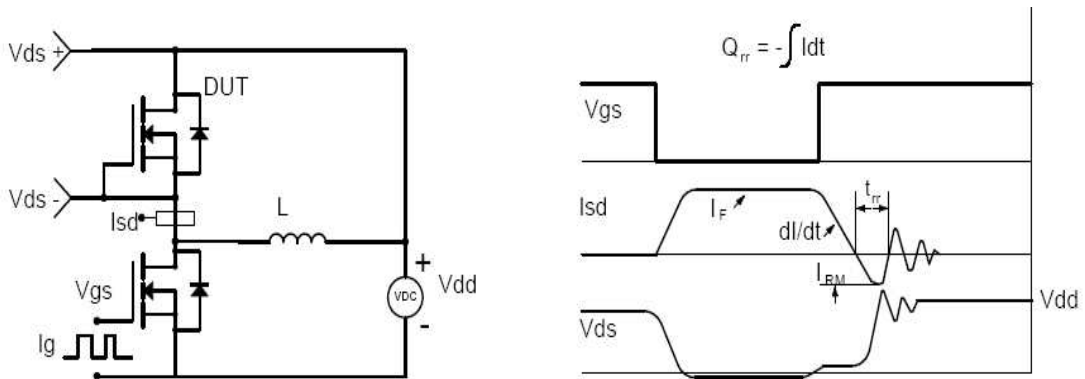 Vds +
DUT
Vds -
Isd
L
Vgs
Ig
+
VDC
-
Vdd
Qrr = -∫Idt
Vgs
Isd
IF
dI/dt
trr
IRM
Vds
Vdd